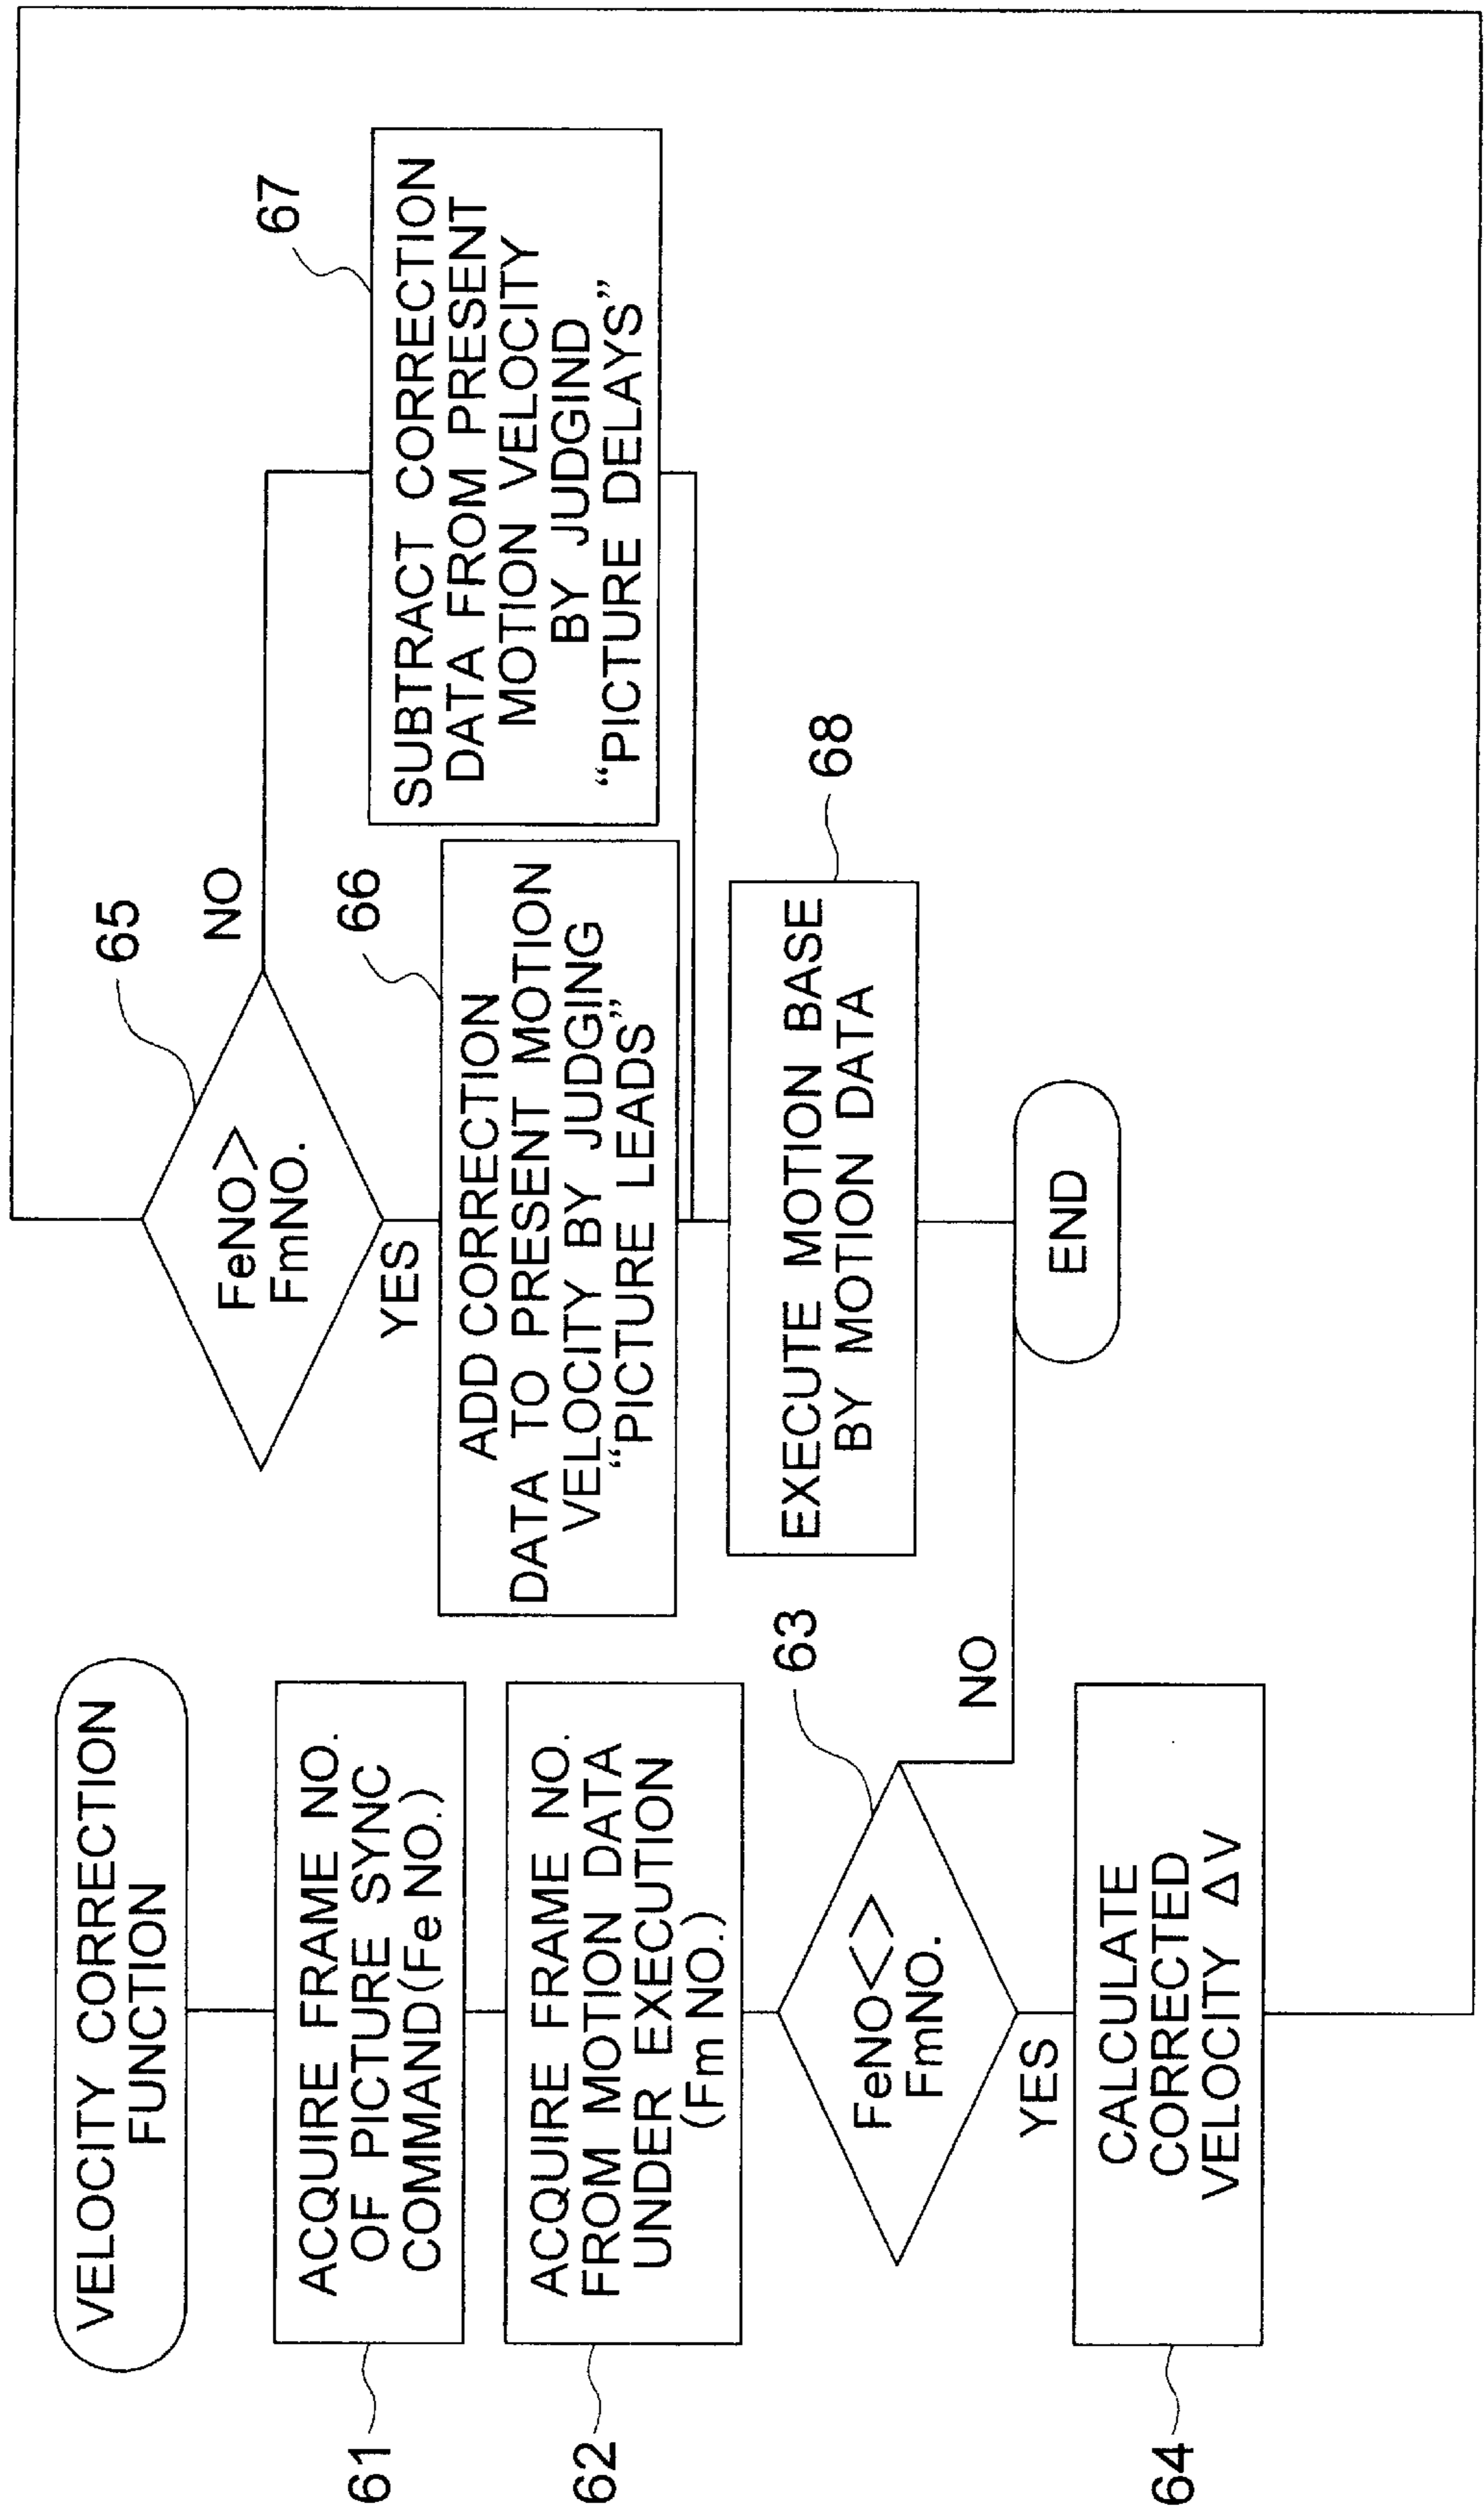 VELOCITY CORRECTION
FUNCTION
61
ACQUIRE FRAME NO.
OF PICTURE SYNC
COMMAND(Fe NO.)
62
ACQUIRE FRAME NO.
FROM MOTION DATA
UNDER EXECUTION
(Fm NO.)
63
FeNO<>
FmNO.
NO
YES
64
CALCULATE
CORRECTED
VELOCITY ΔV
65
FeNO>
FmNO.
NO
YES
66
ADD CORRECTION
DATA TO PRESENT MOTION
VELOCITY BY JUDGING
“PICTURE LEADS”
67
SUBTRACT CORRECTION
DATA FROM PRESENT
MOTION VELOCITY
BY JUDGIND
“PICTURE DELAYS”
68
EXECUTE MOTION BASE
BY MOTION DATA
END